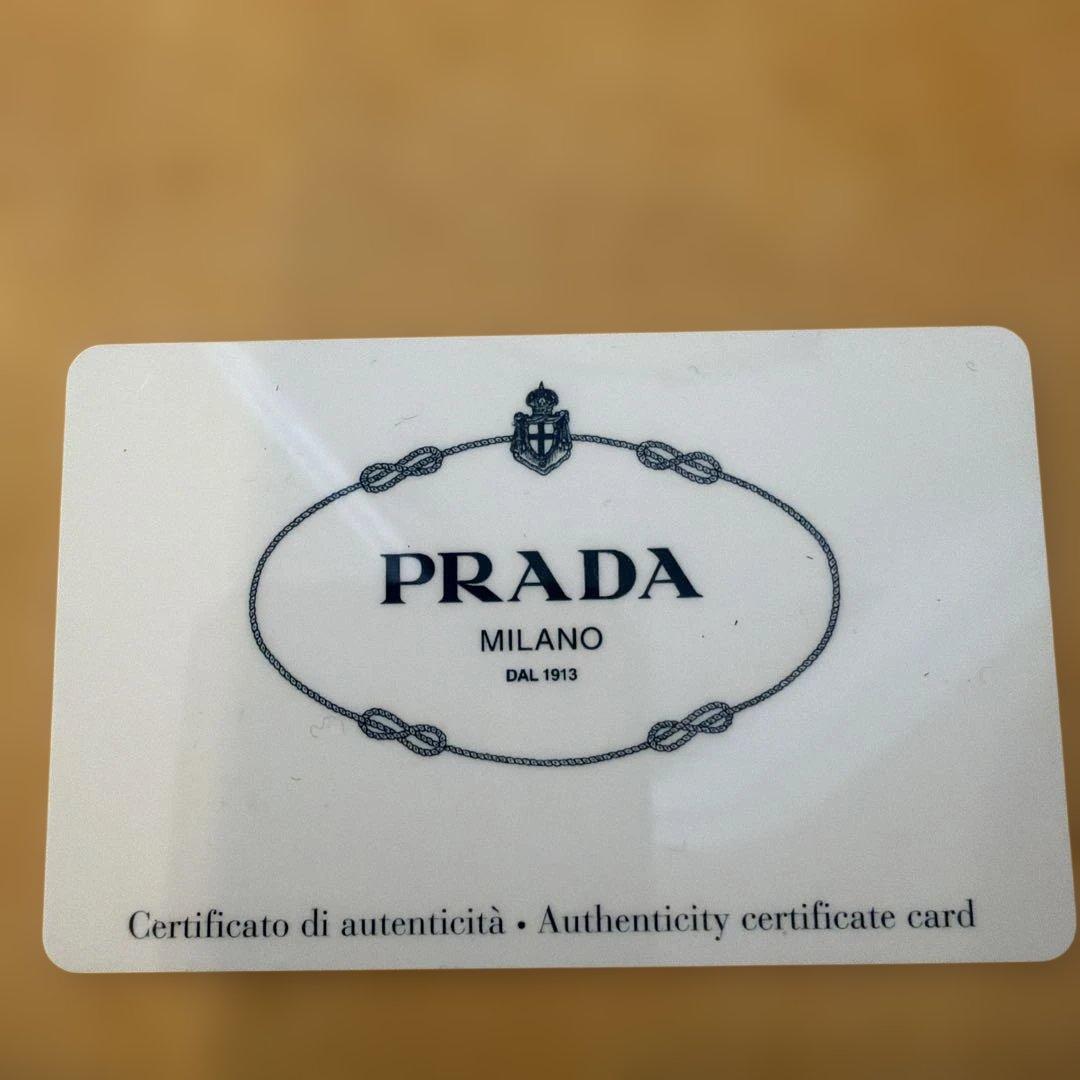 PRADA
MILANO
DAL 1913
Certificato di autenticità • Authenticity certificate card